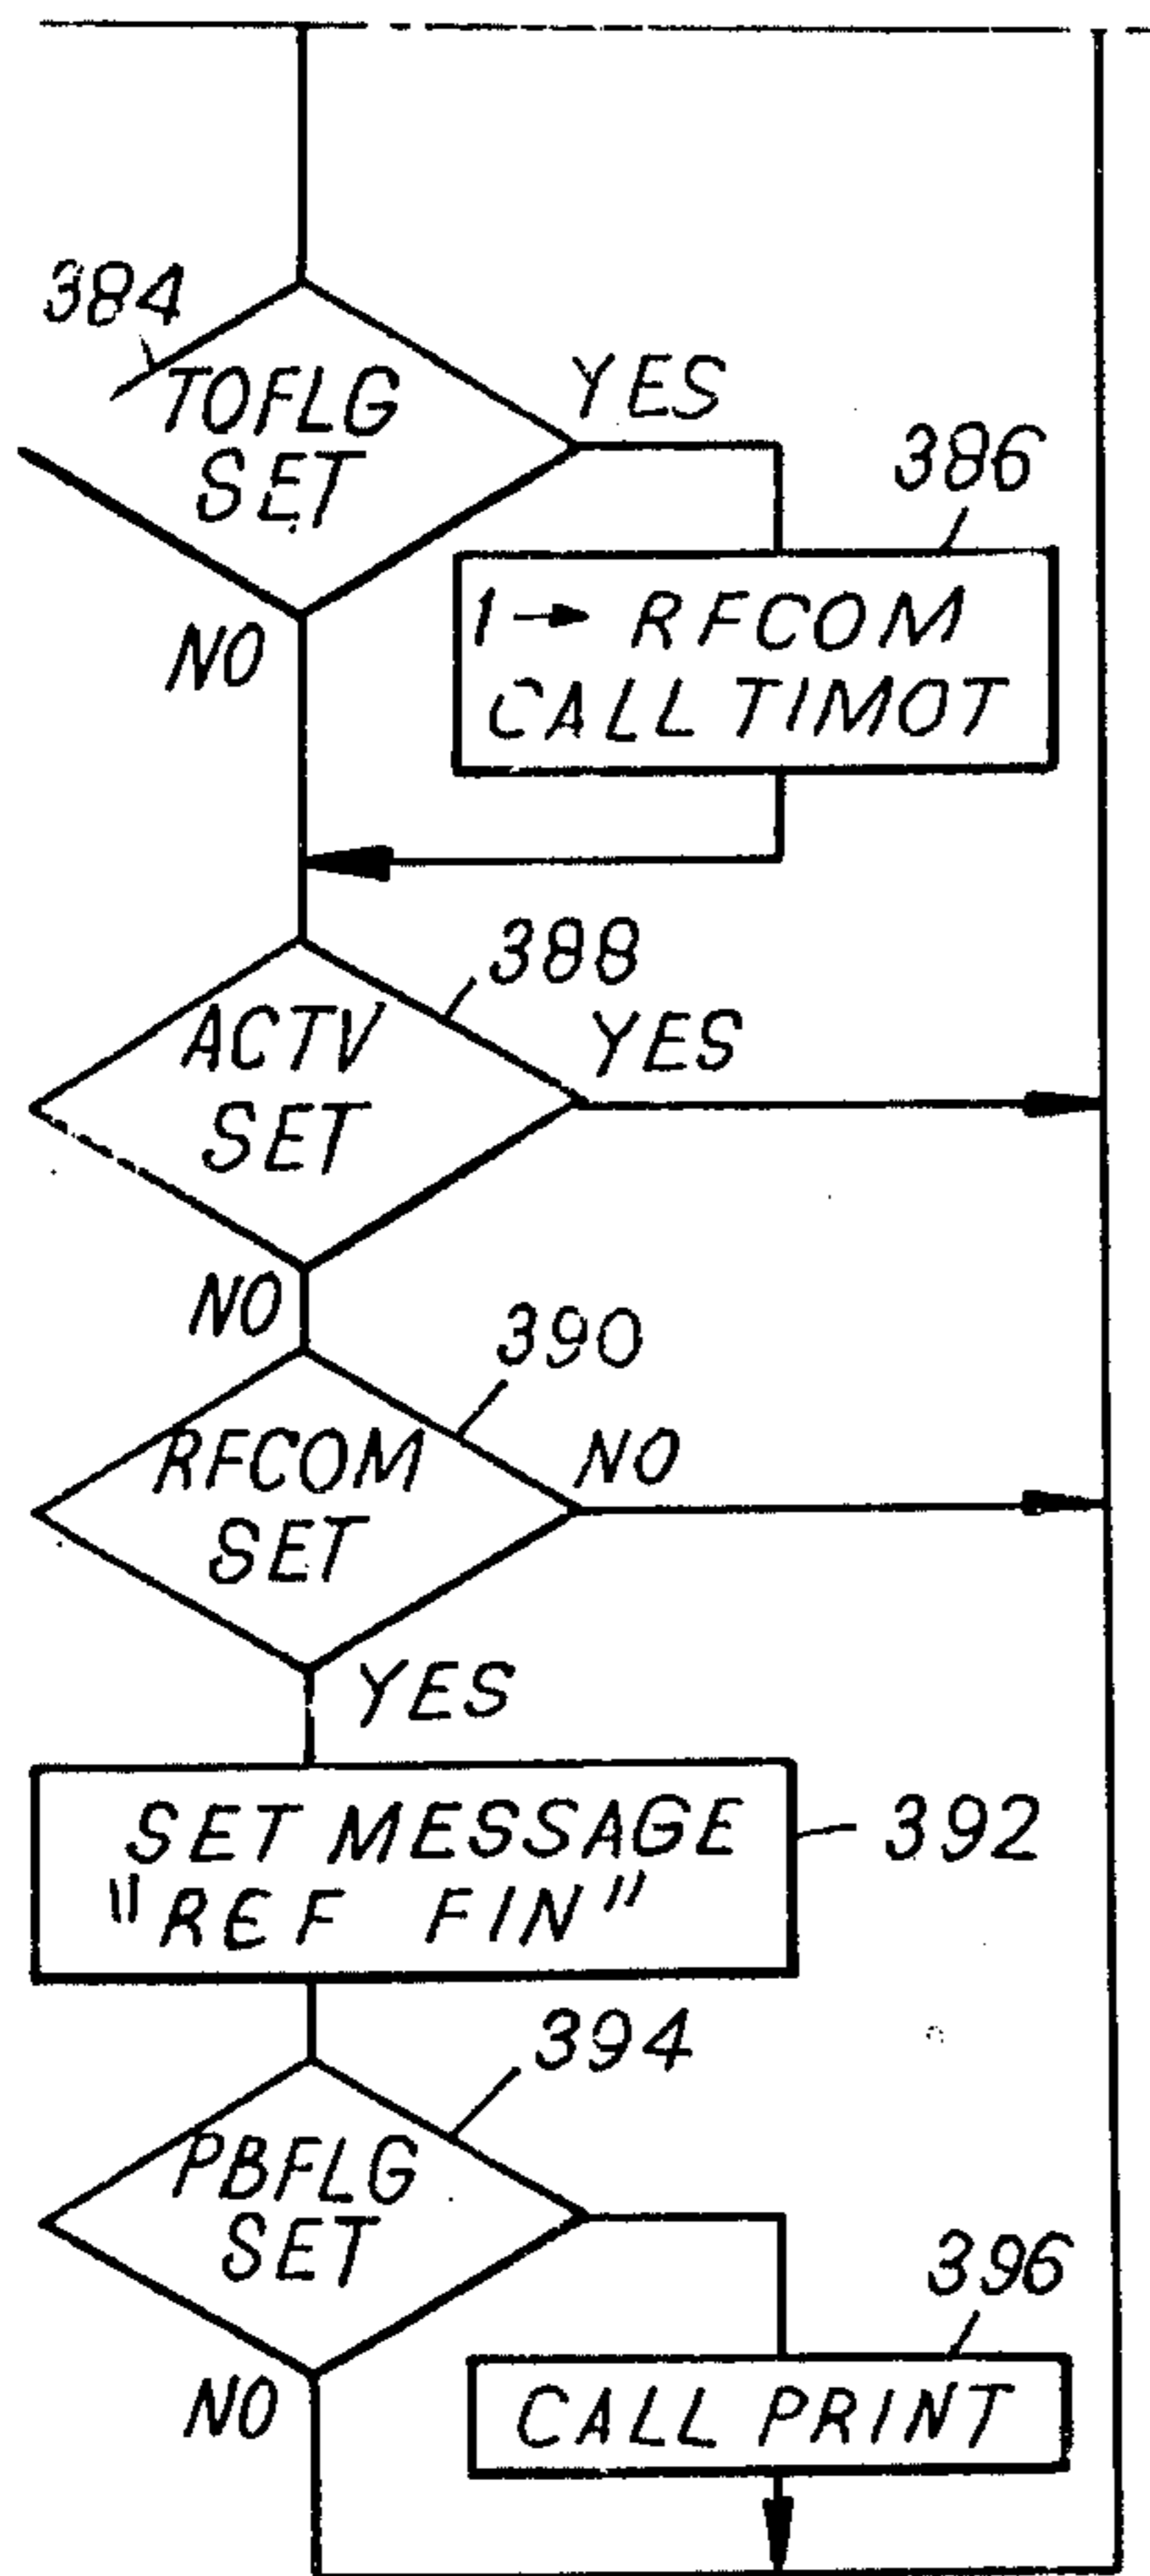 384
TOFLG
SET
YES
386
NO
1 → RFCOM
CALL TIMOT
388
ACTV
SET
YES
NO
390
RFCOM
SET
NO
YES
SET MESSAGE
"REF FIN"
392
394
PBFLG
SET
396
NO
CALL PRINT